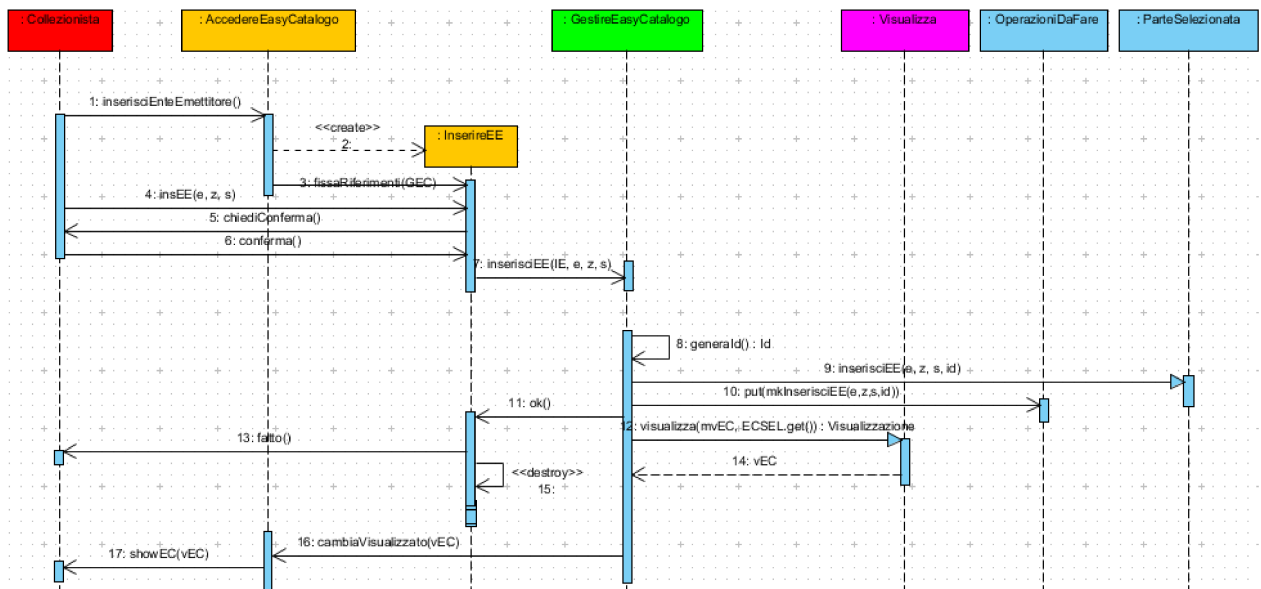 : Collezionista
: AccedereEasyCatalogo
: GestireEasyCatalogo
: Visualizza
: OperazioniDaFare
: ParteSelezionata
1: inserisciEnteEmettitore()
<<create>>
2:
: InserireEE
3: fissaRiferimenti(GEC)
4: insEE(e, z, s)
5: chiediConferma()
6: conferma()
7: inserisciEE(IE, e, z, s)
8: generaId() : Id
9: inserisciEE(e, z, s, id)
10: put(mkInserisciEE(e,z,s,id))
11: ok()
12: visualizza(mvEC, ECSEL.get()) : Visualizzazione
13: fatto()
14: vEC
<<destroy>>
15:
16: cambiaVisualizzato(vEC)
17: showEC(vEC)